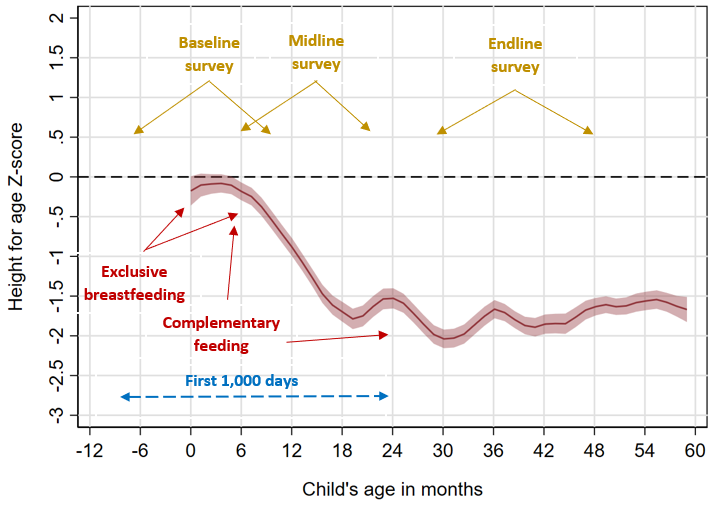 Height for age Z-score
2
1.5
1
.5
0
-.5
-1
-1.5
-2
-2.5
-3
Baseline
survey
Midline
survey
Endline
survey
Exclusive
breastfeeding
Complementary
feeding
First 1,000 days
-12 -6 0 6 12 18 24 30 36 42 48 54 60
Child's age in months